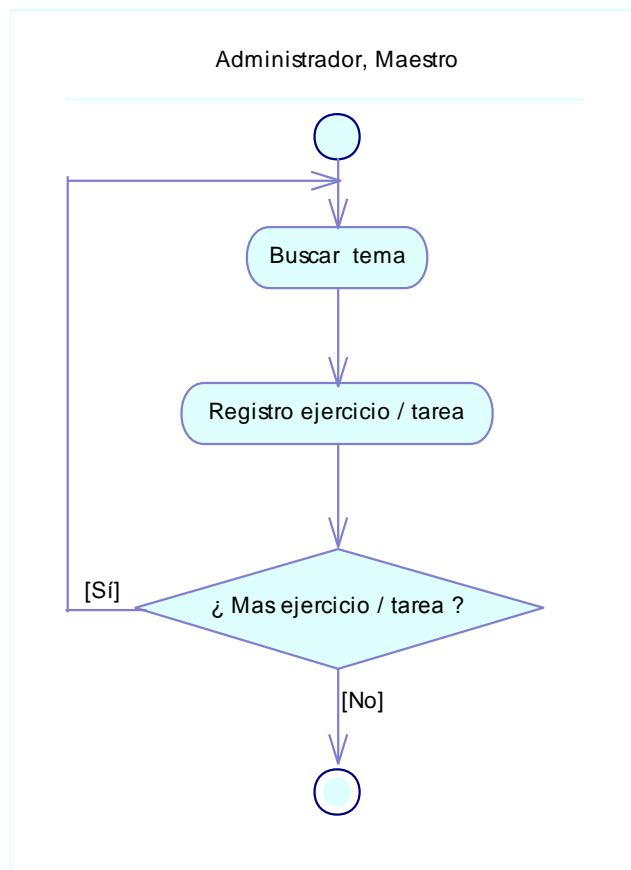 Administrador, Maestro
Buscar tema
Registro ejercicio / tarea
¿ Mas ejercicio / tarea ?
[Sí]
[No]